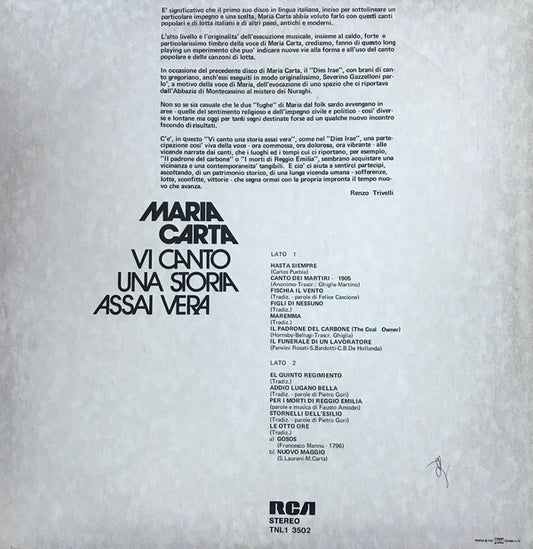 E' significativo che il primo suo disco in lingua italiana, inciso per sottolineare un
particolare impegno e una scelta, Maria Carta abbia voluto farlo con questi canti
popolari e di lotta italiani e di altri paesi, antichi e moderni.
L'alto livello e l'originalità dell'esecuzione musicale, insieme al caldo, forte e
particolarissimo timbro della voce di Maria Carta, crediamo, fanno di questo long
playing un esperimento che puo' indicare nuove vie alla forma e all'uso del canto
popolare e delle canzoni di lotta.
In occasione del precedente disco di Maria Carta, il "Dies Irae", con brani di can-
to gregoriano, anch'essi eseguiti in modo originalissimo, Severino Gazzelloni par-
lo', a motivo della voce di Maria, dell'evocazione di uno spazio che ci riportava
dall'Abbazia di Montecassino al mistero dei Nuraghi.
Non so se sia casuale che le due "fughe" di Maria dal folk sardo avvengano in
aree - quelle del sentimento religioso e dell'impegno civile e politico - cosi' diver-
se e lontane ma oggi per tanti segni destinate forse ad un qualche nuovo incontro
fecondo di risultati.
C'e', in questo "Vi canto una storia assai vera", come nel "Dies Irae", una parte-
cipazione cosi' viva della voce - ora commossa, ora dolorosa, ora vibrante - alle
vicende narrate dai canti, che i luoghi ed i tempi cui ci riportano, per esempio,
"Il padrone del carbone" o "I morti di Reggio Emilia", sembrano acquistare una
vicinanza e una contemporaneita' tangibili. E cio' ci aiuta a sentirci partecipi,
ascoltando, di un patrimonio storico, di una lunga vicenda umana - sofferenze,
lotte, sconfitte, vittorie - che segna ormai con la propria impronta il tempo nuo-
vo che avanza.
Renzo Trivelli
MARIA
CARTA
VI CANTO
UNA STORIA
ASSAI VERA
LATO 1
HASTA SIEMPRE
(Carlos Puebla)
CANTO DEI MARTIRI - 1905
(Anonimo-Trascr.: Ghiglia-Martino)
FISCHIA IL VENTO
(Tradiz. - parole di Felice Cascione)
FIGLI DI NESSUNO
(Tradiz.)
MAREMMA
(Tradiz.)
IL PADRONE DEL CARBONE (The Coal Owner)
(Hornsby-Bellugi-Trascr. Ghiglia)
IL FUNERALE DI UN LAVORATORE
(Panvini Rosati-S.Bardotti-C.B.De Hollanda)
LATO 2
EL QUINTO REGIMIENTO
(Tradiz.)
ADDIO LUGANO BELLA
(Tradiz. - parole di Pietro Gori)
PER I MORTI DI REGGIO EMILIA
(parole e musica di Fausto Amodei)
STORNELLI DELL'ESILIO
(Tradiz. - parole di Pietro Gori)
LE OTTO ORE
(Tradiz.)
a) GOSOS
(Francesco Mannu - 1796)
b) NUOVO MAGGIO
(S.Laurani-M.Carta)
RCA
STEREO
TNL1 3502